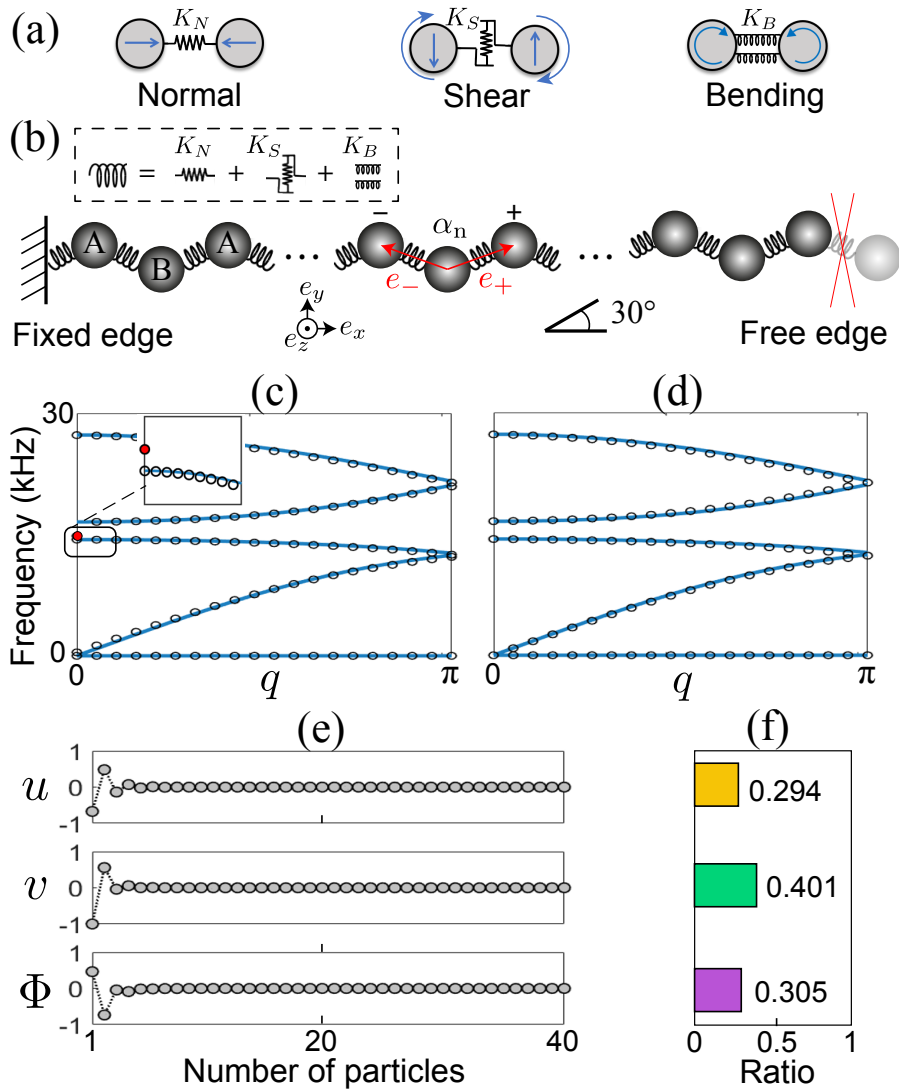 (a)
K_N
K_S
K_B
Normal
Shear
Bending
(b)
K_N K_S K_B
= + +
A
B
A
...
−
α_n
+
...
e_−
e_+
e_y
e_z
e_x
30°
Fixed edge
Free edge
(c)
(d)
30
Frequency (kHz)
0
0
q
π
0
q
π
(e)
(f)
u
1
0
-1
v
1
0
-1
Φ
1
0
-1
1
20
40
Number of particles
0.294
0.401
0.305
0
0.5
1
Ratio